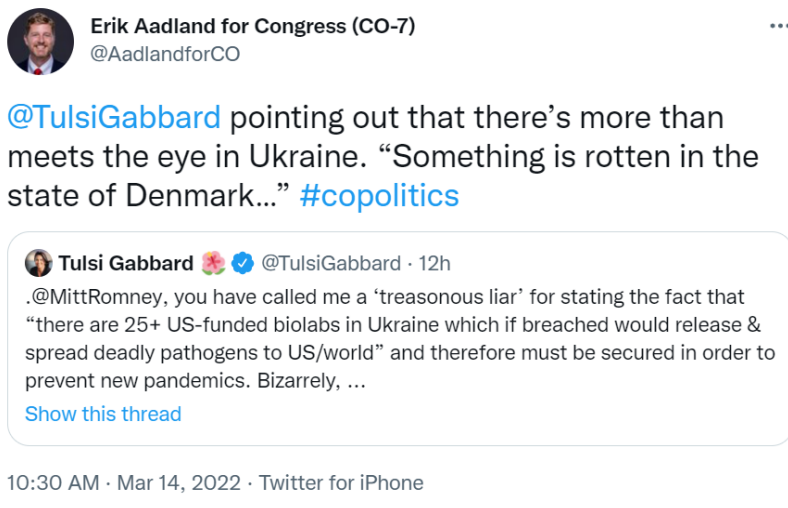 Erik Aadland for Congress (CO-7)
@AadlandforCO
@TulsiGabbard pointing out that there's more than
meets the eye in Ukraine. “Something is rotten in the
state of Denmark...” #copolitics
Tulsi Gabbard 🌺 @TulsiGabbard · 12h
.@MittRomney, you have called me a ‘treasonous liar’ for stating the fact that
“there are 25+ US-funded biolabs in Ukraine which if breached would release &
spread deadly pathogens to US/world” and therefore must be secured in order to
prevent new pandemics. Bizarrely, ...
Show this thread
10:30 AM · Mar 14, 2022 · Twitter for iPhone